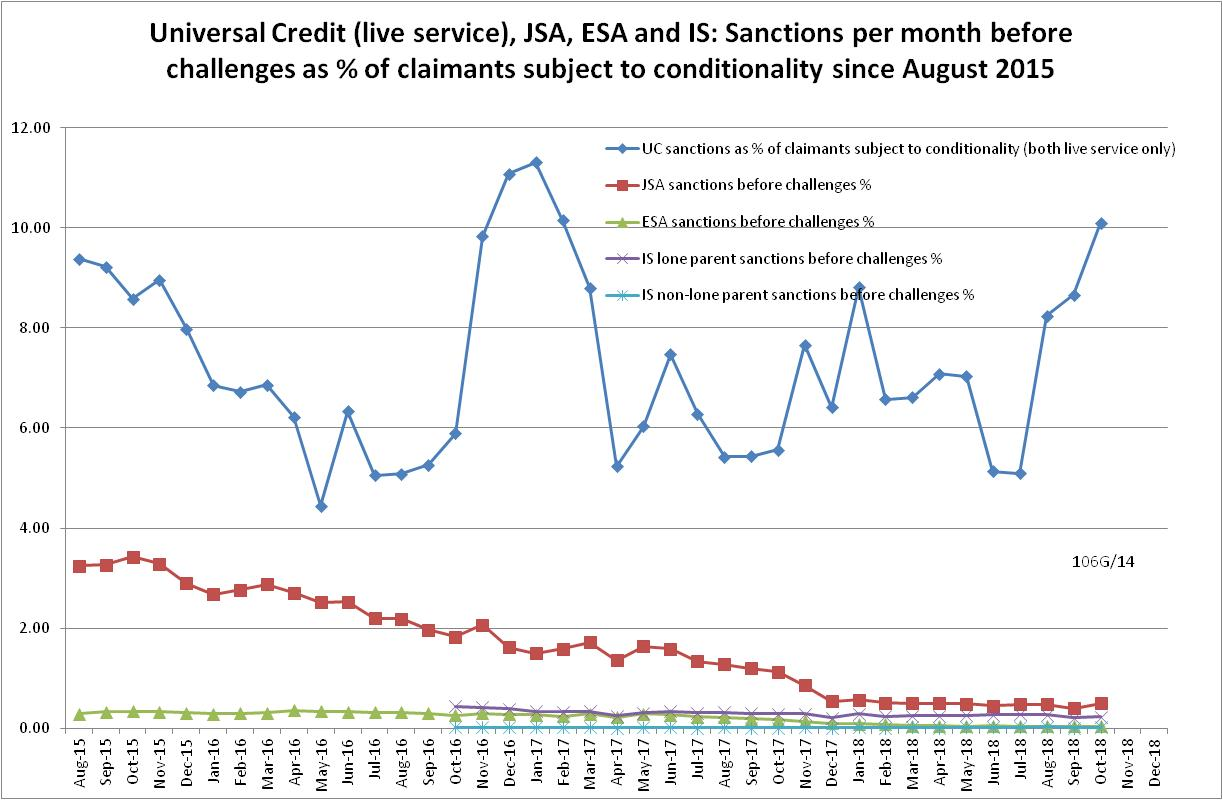 Universal Credit (live service), JSA, ESA and IS: Sanctions per month before
challenges as % of claimants subject to conditionality since August 2015
12.00
10.00
8.00
6.00
4.00
2.00
0.00
UC sanctions as % of claimants subject to conditionality (both live service only)
JSA sanctions before challenges %
ESA sanctions before challenges %
IS lone parent sanctions before challenges %
IS non-lone parent sanctions before challenges %
106G/14
Aug-15
Sep-15
Oct-15
Nov-15
Dec-15
Jan-16
Feb-16
Mar-16
Apr-16
May-16
Jun-16
Jul-16
Aug-16
Sep-16
Oct-16
Nov-16
Dec-16
Jan-17
Feb-17
Mar-17
Apr-17
May-17
Jun-17
Jul-17
Aug-17
Sep-17
Oct-17
Nov-17
Dec-17
Jan-18
Feb-18
Mar-18
Apr-18
May-18
Jun-18
Jul-18
Aug-18
Sep-18
Oct-18
Nov-18
Dec-18